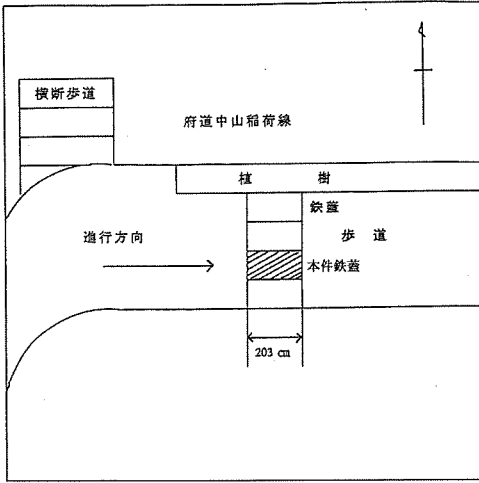 横断歩道
府道中山稲荷線
植樹
鉄蓋
歩道
進行方向
本件鉄蓋
203 cm